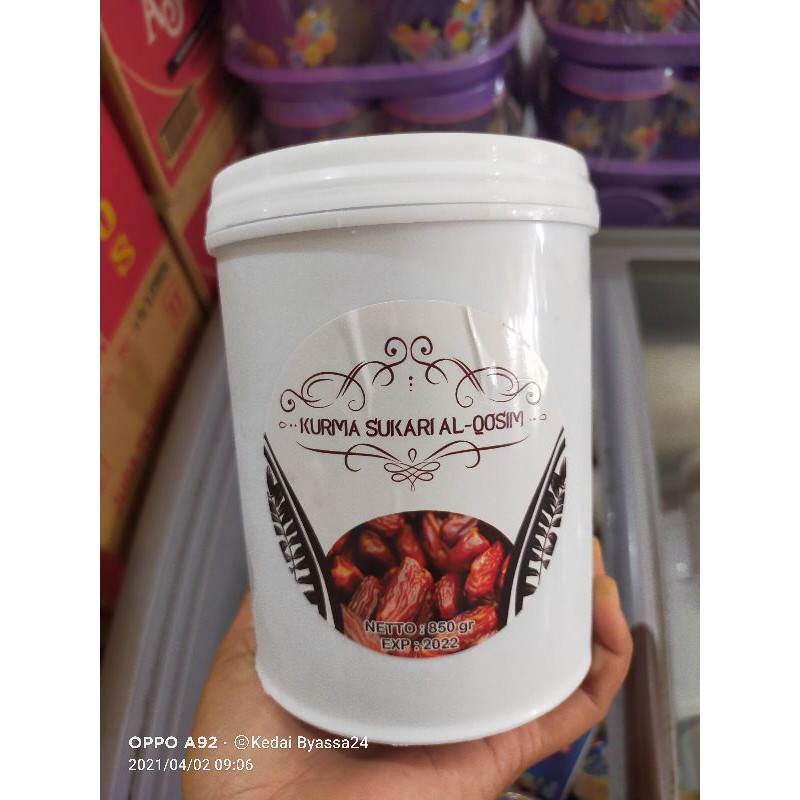 KURMA SUKARI AL-QOSIM
NETTO : 850 gr
EXP : 2022
OPPO A92 · ©Kedai Byassa24
2021/04/02 09:06